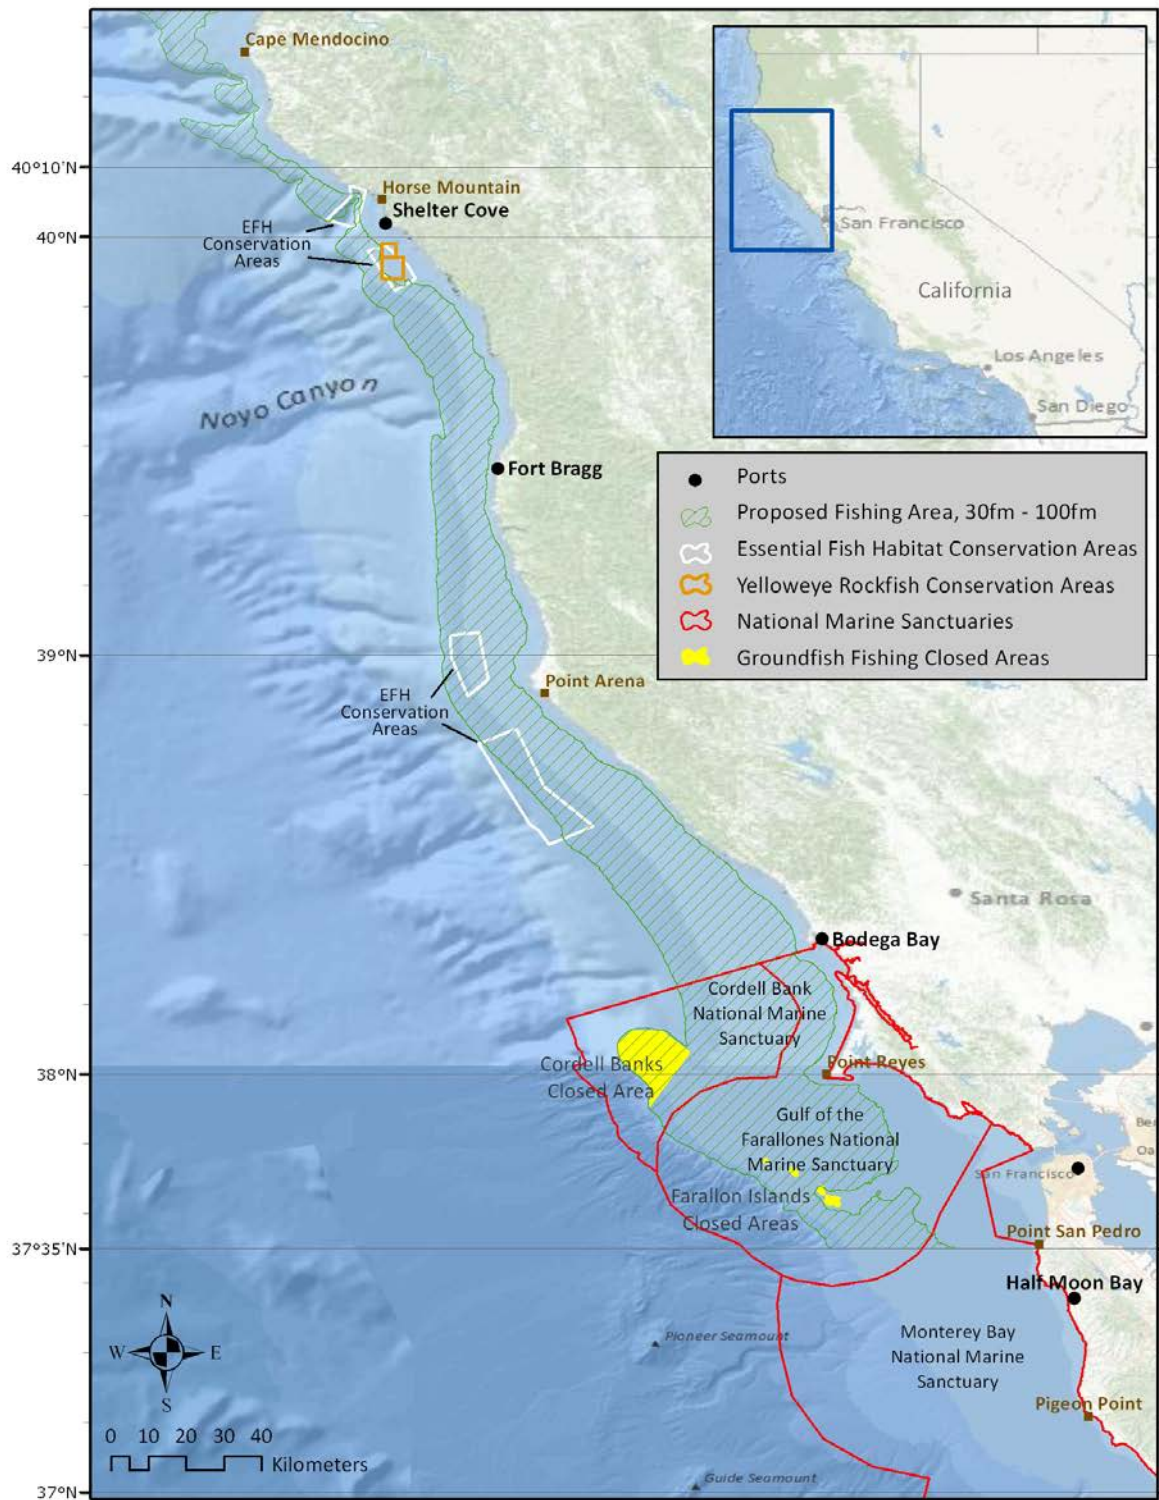 Cape Mendocino
40°10'N
Horse Mountain
Shelter Cove
EFH
Conservation
Areas
40°N
San Francisco
California
Los Angeles
San Diego
Noyo Canyon
Fort Bragg
Ports
Proposed Fishing Area, 30fm - 100fm
Essential Fish Habitat Conservation Areas
Yelloweye Rockfish Conservation Areas
National Marine Sanctuaries
Groundfish Fishing Closed Areas
39°N
Point Arena
EFH
Conservation
Areas
Santa Rosa
Bodega Bay
Cordell Bank
National Marine
Sanctuary
Cordell Banks
Closed Area
Point Reyes
38°N
Gulf of the
Farallones National
Marine Sanctuary
San Francisco
Farallon Islands
Closed Areas
Point San Pedro
37°35'N
Half Moon Bay
N
W
E
S
Pioneer Seamount
Monterey Bay
National Marine
Sanctuary
Pigeon Point
0 10 20 30 40
Kilometers
Guide Seamount
37°N